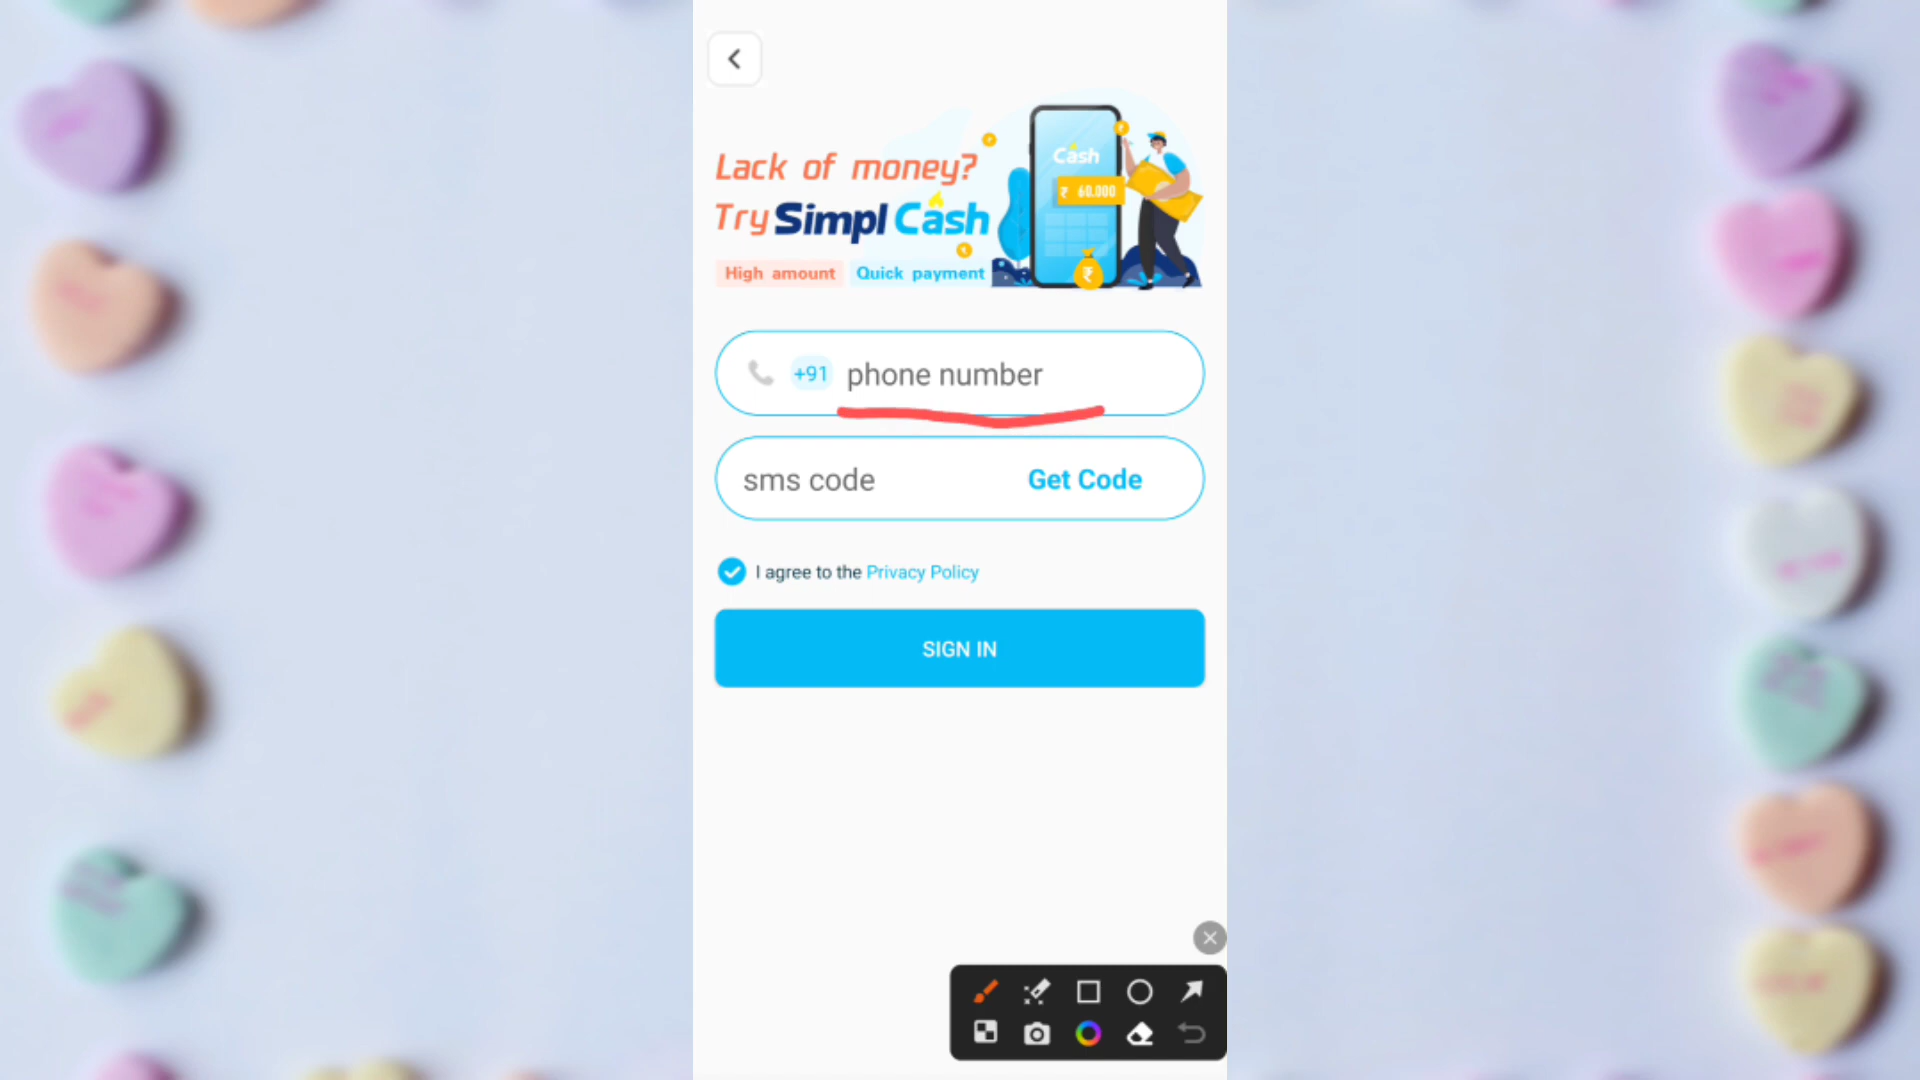 Lack of money?
Try Simpl Cash
High amount Quick payment
Cash
₹ 60.000
+91 phone number
sms code Get Code
I agree to the Privacy Policy
SIGN IN